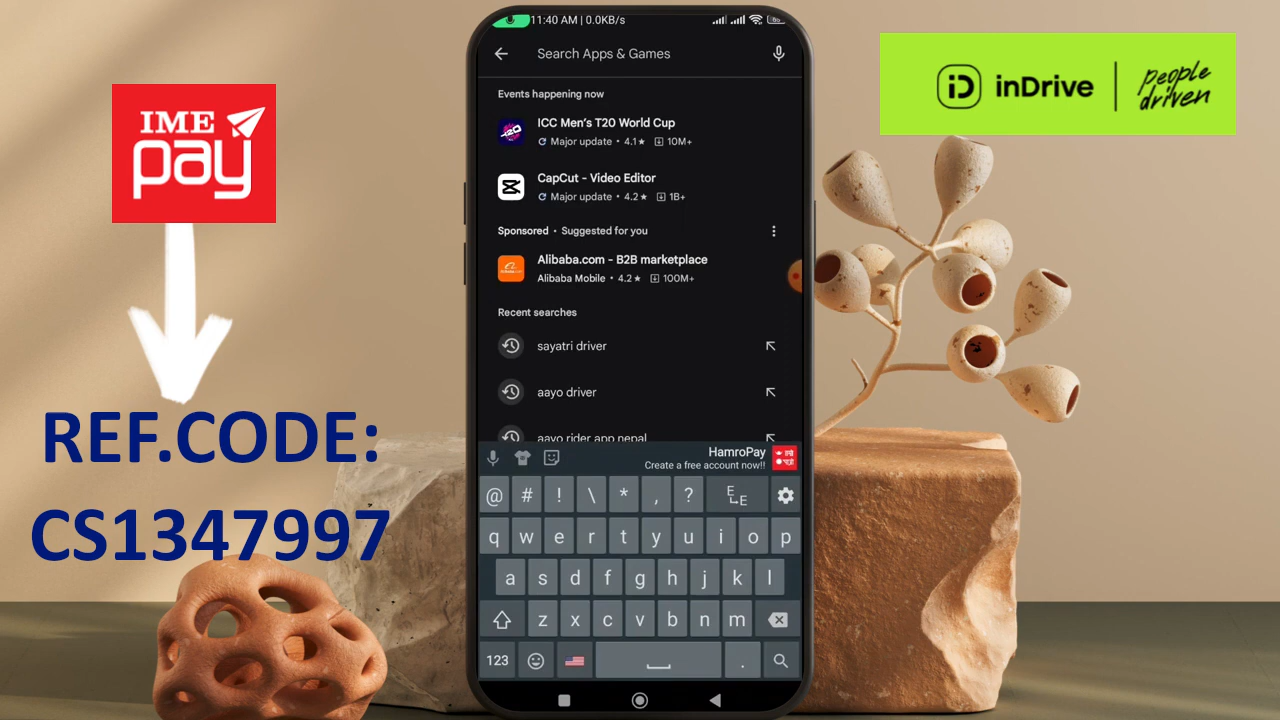 IME
pay
REF.CODE:
CS1347997
11:40 AM | 0.0KB/s
Search Apps & Games
Events happening now
ICC Men's T20 World Cup
Major update • 4.1★ 10M+
CapCut - Video Editor
Major update • 4.2★ 1B+
Sponsored • Suggested for you
Alibaba.com - B2B marketplace
Alibaba Mobile • 4.2★ 100M+
Recent searches
sayatri driver
aayo driver
aayo rider app nepal
HamroPay
Create a free account now!!
@ # ! \ * , ? E E
q w e r t y u i o p
a s d f g h j k l
z x c v b n m
123 .
iD inDrive
people
driven